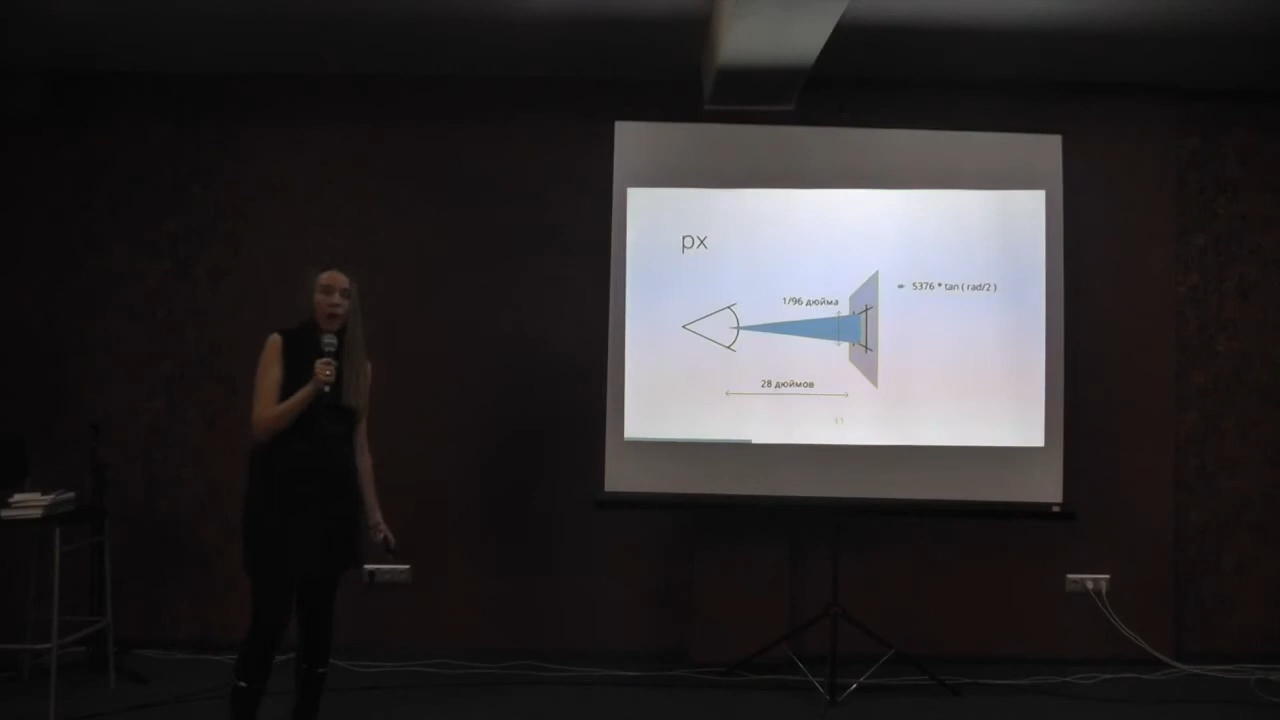 px
1/96 дюйма
5376 * tan ( rad/2 )
28 дюймов